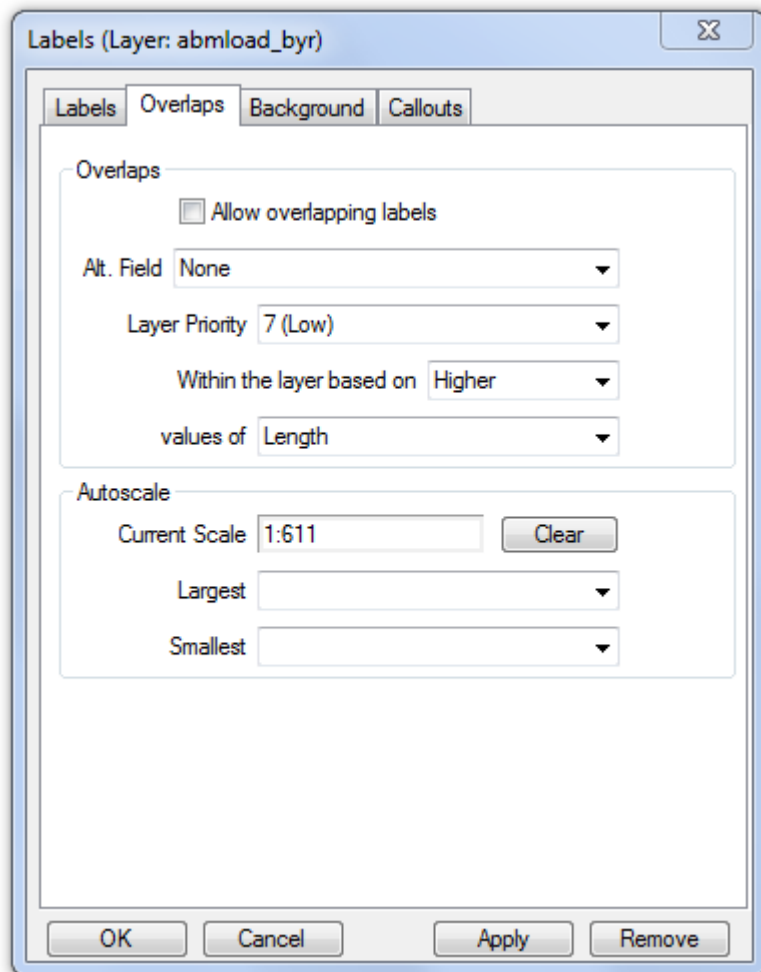 Labels (Layer: abmload_byr)
Labels Overlaps Background Callouts
Overlaps
Allow overlapping labels
Alt. Field None
Layer Priority 7 (Low)
Within the layer based on Higher
values of Length
Autoscale
Current Scale 1:611 Clear
Largest
Smallest
OK Cancel Apply Remove